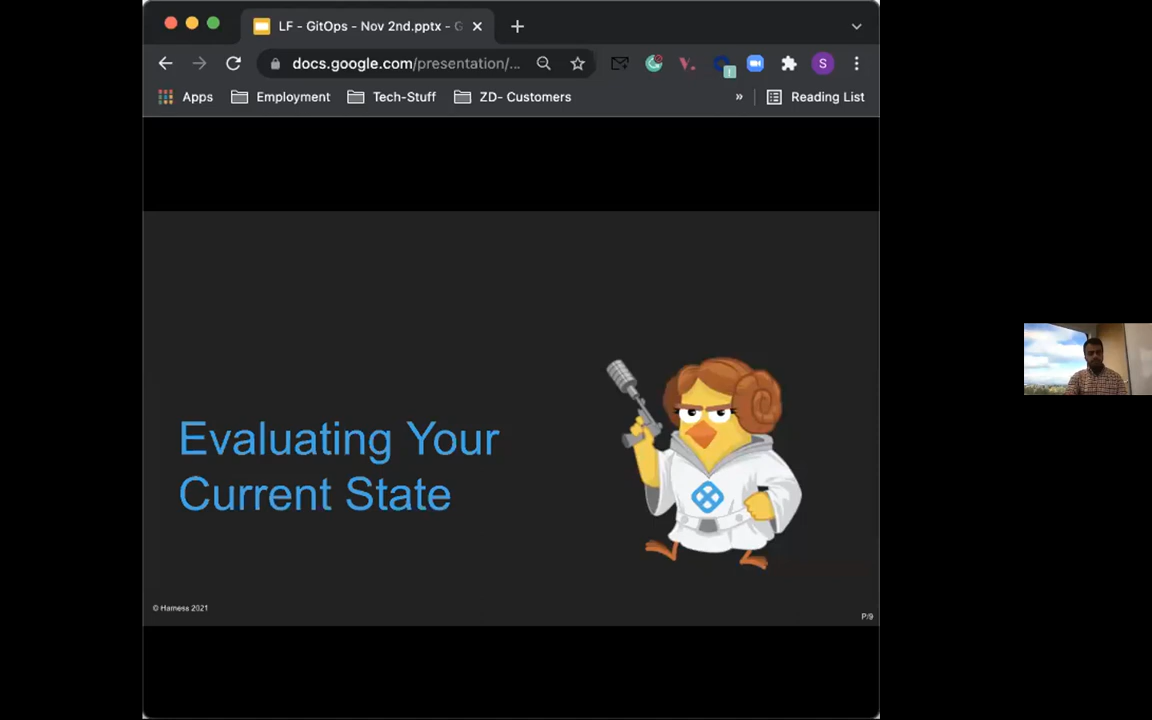 LF - GitOps - Nov 2nd.pptx - G
docs.google.com/presentation/...
S
Apps
Employment
Tech-Stuff
ZD- Customers
»
Reading List
Evaluating Your
Current State
© Harness 2021
P/9